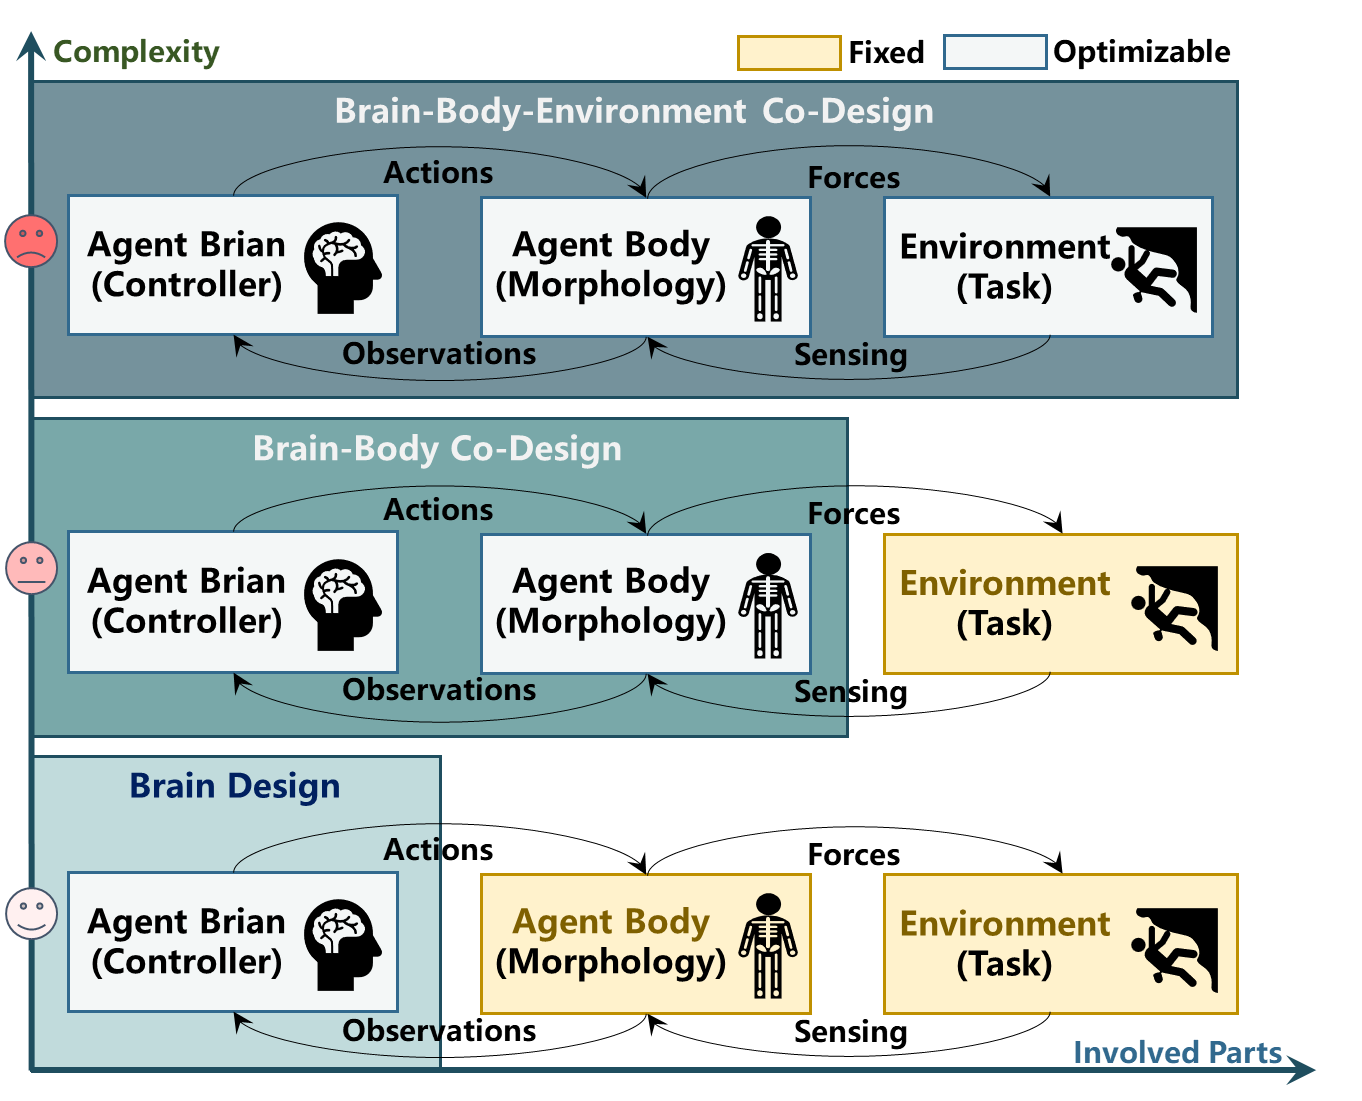 Complexity
Fixed
Optimizable
Brain-Body-Environment Co-Design
Actions
Forces
Agent Brian
(Controller)
Agent Body
(Morphology)
Environment
(Task)
Observations
Sensing
Brain-Body Co-Design
Actions
Forces
Agent Brian
(Controller)
Agent Body
(Morphology)
Environment
(Task)
Observations
Sensing
Brain Design
Actions
Forces
Agent Brian
(Controller)
Agent Body
(Morphology)
Environment
(Task)
Observations
Sensing
Involved Parts